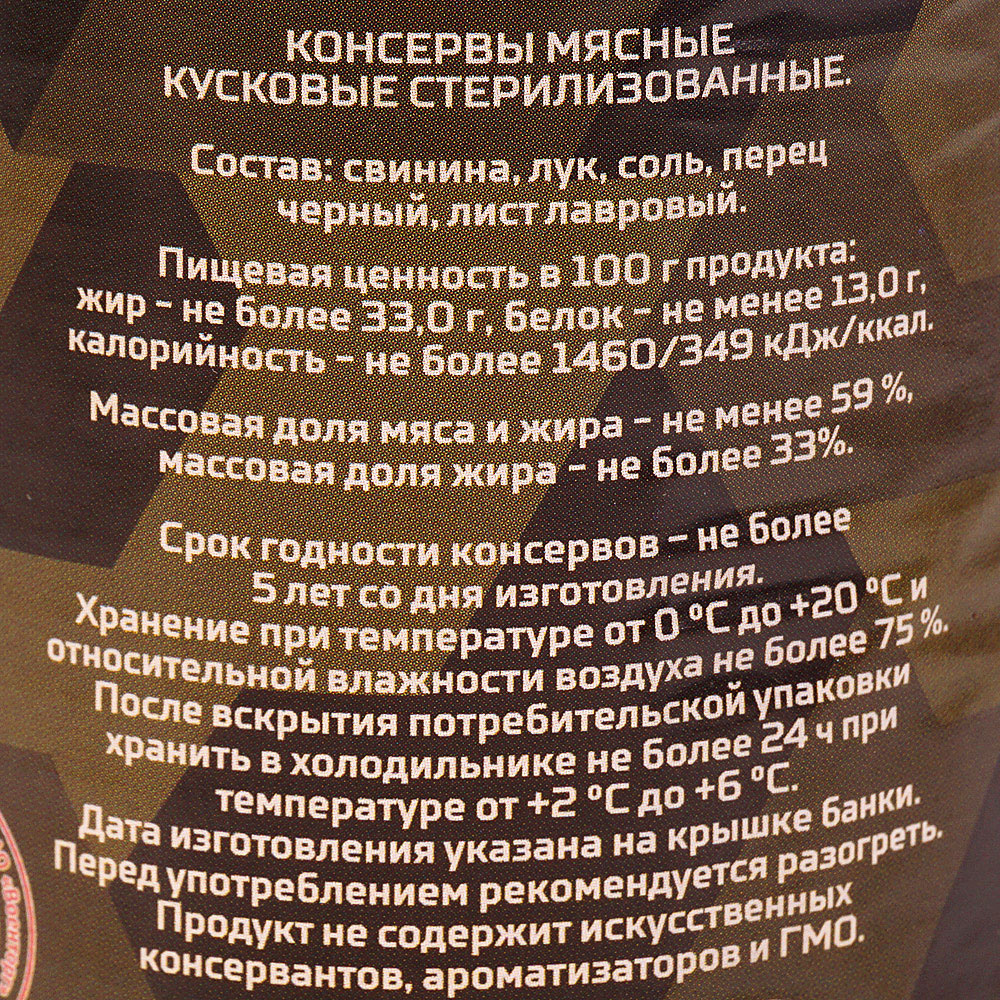 КОНСЕРВЫ МЯСНЫЕ
КУСКОВЫЕ СТЕРИЛИЗОВАННЫЕ.
Состав: свинина, лук, соль, перец
черный, лист лавровый.
Пищевая ценность в 100 г продукта:
жир – не более 33,0 г, белок – не менее 13,0 г,
калорийность – не более 1460/349 кДж/ккал.
Массовая доля мяса и жира – не менее 59 %,
массовая доля жира – не более 33%.
Срок годности консервов – не более
5 лет со дня изготовления.
Хранение при температуре от 0 °С до +20 °С и
относительной влажности воздуха не более 75 %.
После вскрытия потребительской упаковки
хранить в холодильнике не более 24 ч при
температуре от +2 °С до +6 °С.
Дата изготовления указана на крышке банки.
Перед употреблением рекомендуется разогреть.
Продукт не содержит искусственных
консервантов, ароматизаторов и ГМО.